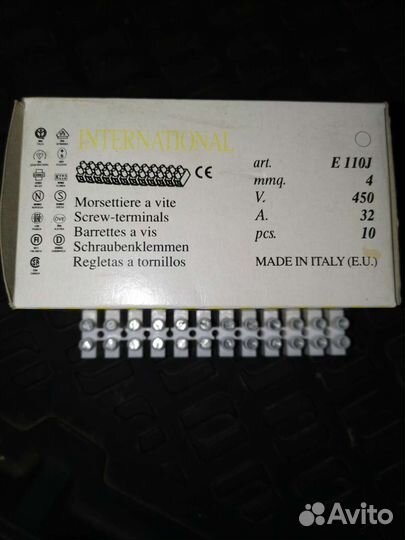 INTERNATIONAL
CE
art. E 110J
mmq. 4
V. 450
A. 32
pcs. 10
Morsettiere a vite
Screw-terminals
Barrettes a vis
Schraubenklemmen
Regletas a tornillos
MADE IN ITALY (E.U.)
Avito